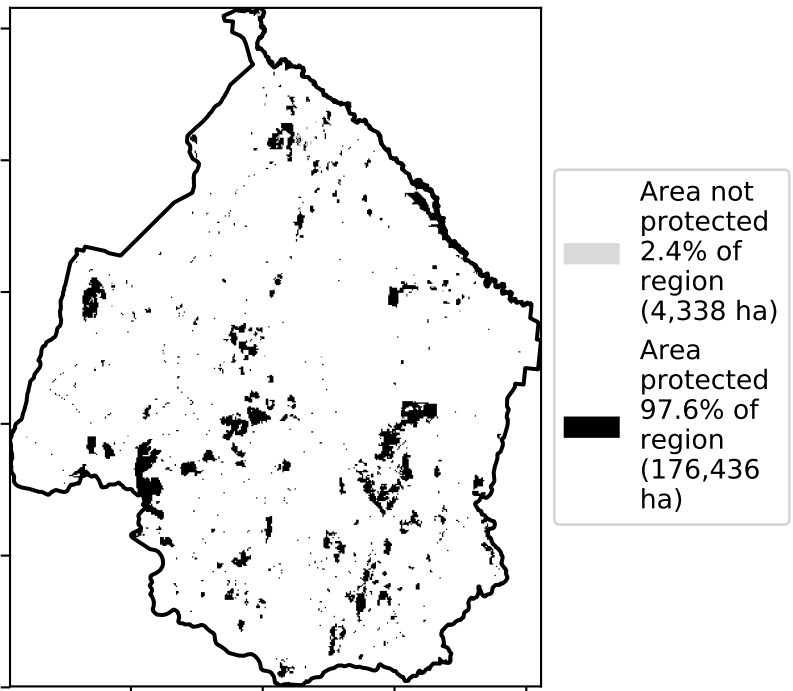 Area not
protected
2.4% of
region
(4,338 ha)
Area
protected
97.6% of
region
(176,436
ha)